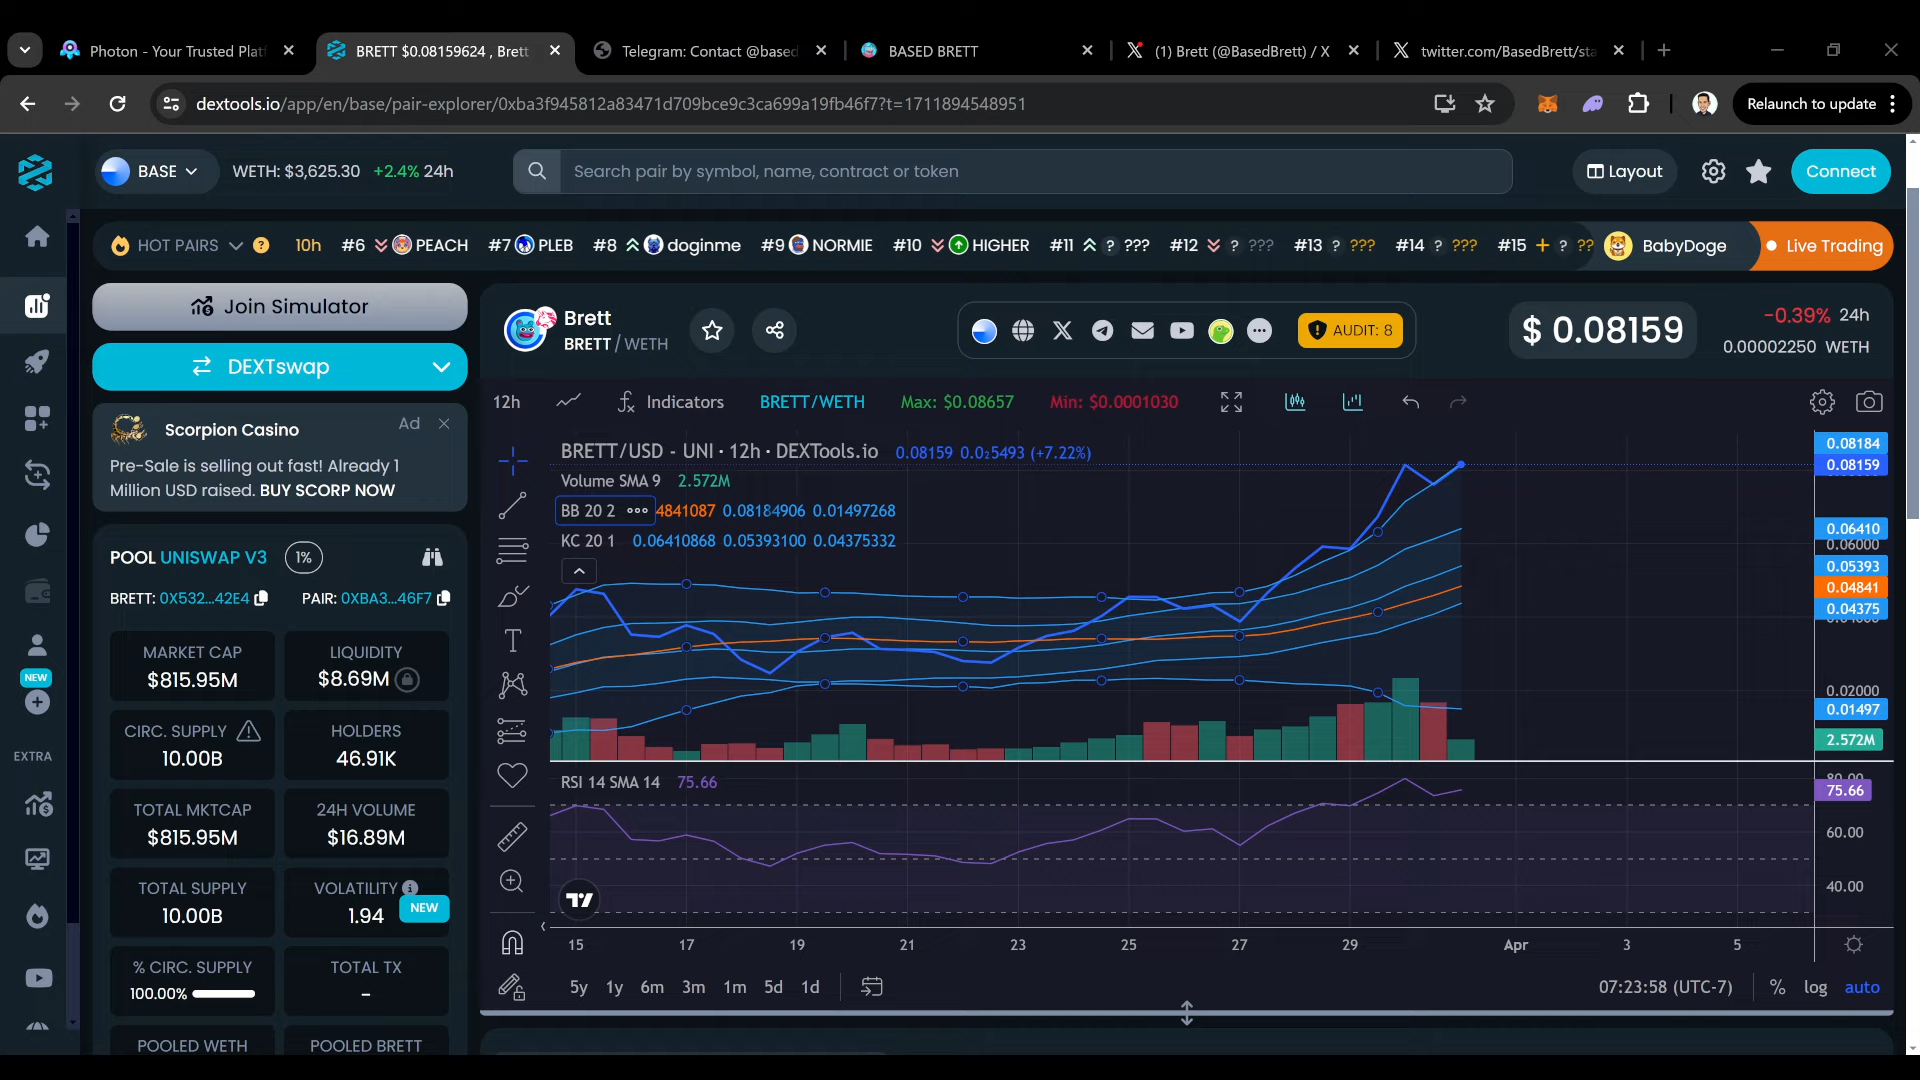 Photon - Your Trusted Plat
BRETT $0.08159624 , Brett
Telegram: Contact @based
BASED BRETT
(1) Brett (@BasedBrett) / X
twitter.com/BasedBrett/sta
dextools.io/app/en/base/pair-explorer/0xba3f945812a83471d709bce9c3ca699a19fb46f7?t=1711894548951
Relaunch to update
BASE
WETH: $3,625.30 +2.4% 24h
Search pair by symbol, name, contract or token
Layout
Connect
HOT PAIRS ? 10h #6 PEACH #7 PLEB #8 doginme #9 NORMIE #10 HIGHER #11 ? ??? #12 ? ??? #13 ? ??? #14 ? ??? #15 + ? ??
BabyDoge
Live Trading
Join Simulator
DEXTswap
Scorpion Casino
Ad
Pre-Sale is selling out fast! Already 1
Million USD raised. BUY SCORP NOW
POOL UNISWAP V3 1%
BRETT: 0X532...42E4 PAIR: 0XBA3...46F7
MARKET CAP
$815.95M
LIQUIDITY
$8.69M
CIRC. SUPPLY
10.00B
HOLDERS
46.91K
TOTAL MKTCAP
$815.95M
24H VOLUME
$16.89M
TOTAL SUPPLY
10.00B
VOLATILITY
1.94
NEW
% CIRC. SUPPLY
100.00%
TOTAL TX
-
POOLED WETH
POOLED BRETT
NEW
EXTRA
Brett
BRETT / WETH
AUDIT: 8
$ 0.08159
-0.39% 24h
0.00002250 WETH
12h
Indicators
BRETT/WETH
Max: $0.08657
Min: $0.0001030
BRETT/USD - UNI · 12h · DEXTools.io 0.08159 0.0₂5493 (+7.22%)
Volume SMA 9 2.572M
BB 20 2 4841087 0.08184906 0.01497268
KC 20 1 0.06410868 0.05393100 0.04375332
0.08184
0.08159
0.06410
0.06000
0.05393
0.04841
0.04375
0.04000
0.02000
0.01497
2.572M
RSI 14 SMA 14 75.66
80.00
75.66
60.00
40.00
15 17 19 21 23 25 27 29 Apr 3 5
5y 1y 6m 3m 1m 5d 1d
07:23:58 (UTC-7) % log auto